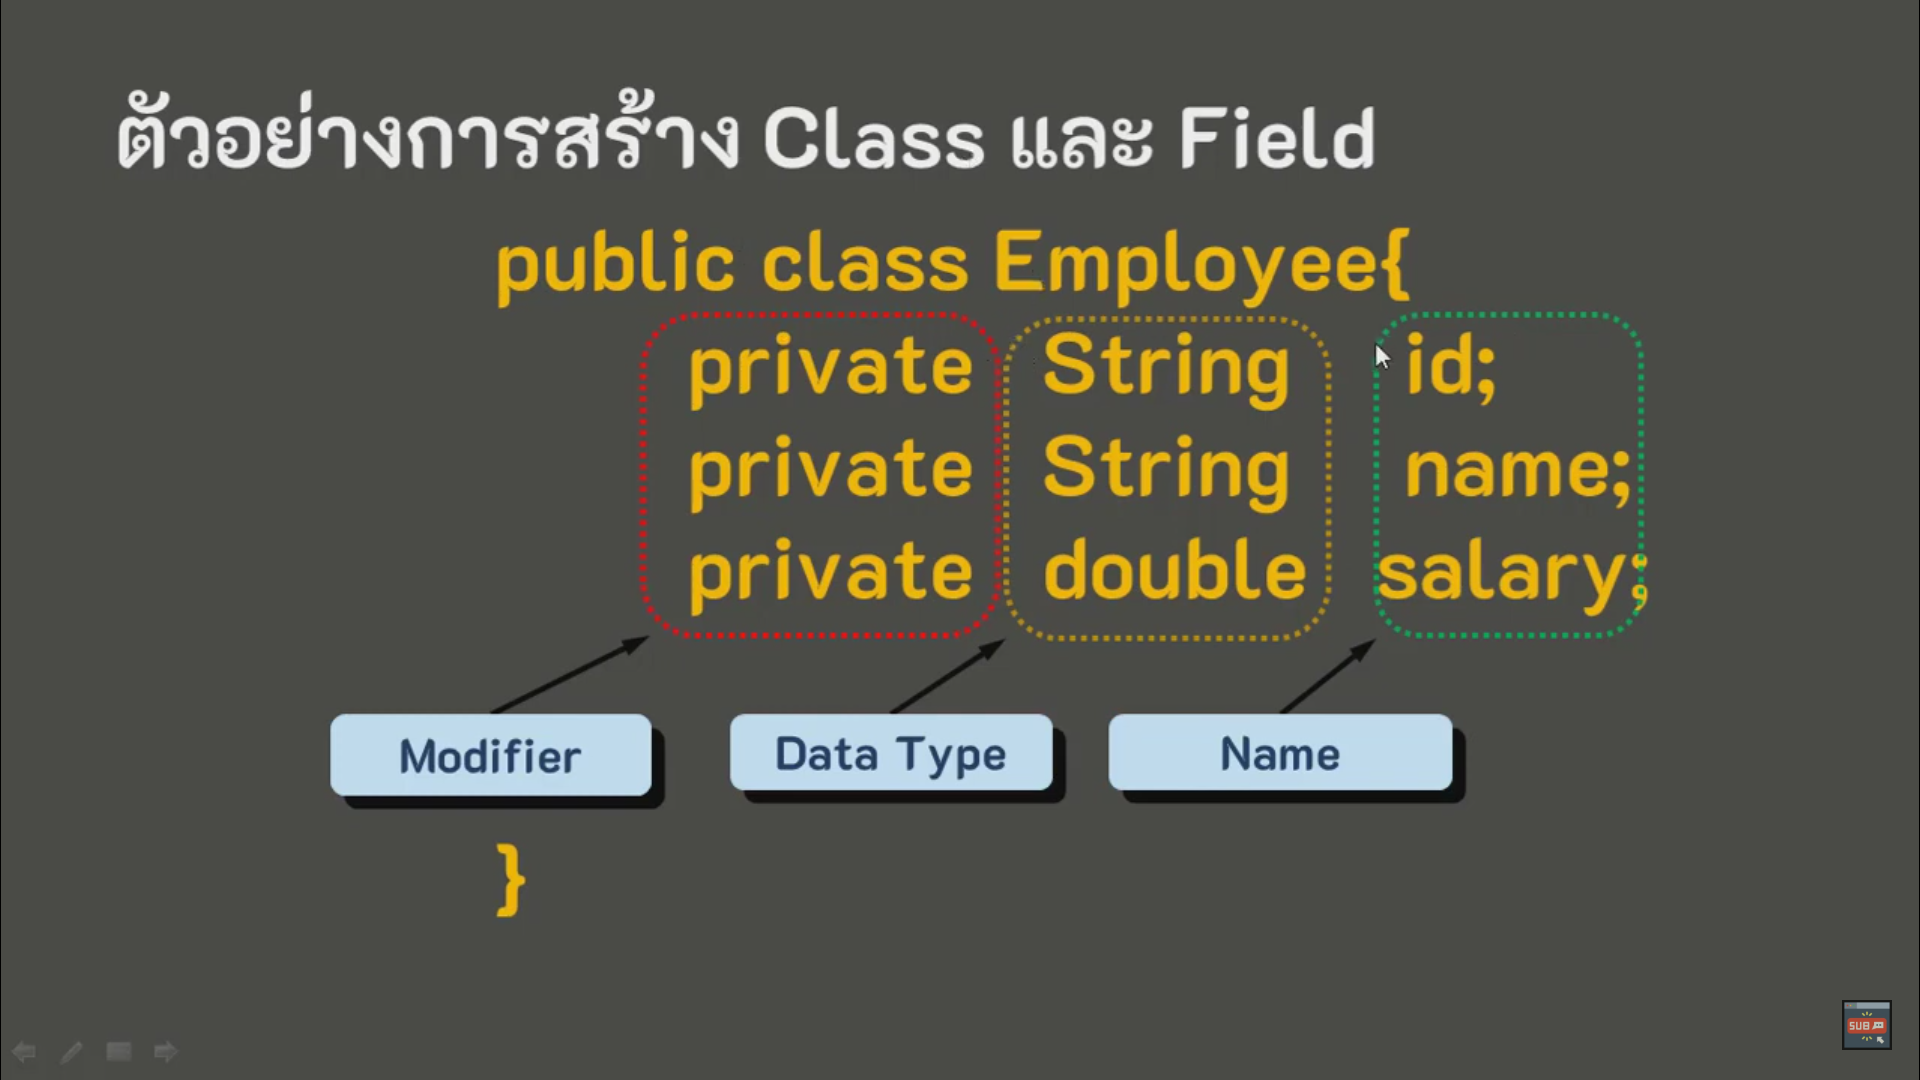 ตัวอย่างการสร้าง Class และ Field
public class Employee{
private String id;
private String name;
private double salary;
Modifier Data Type Name
}
SUB